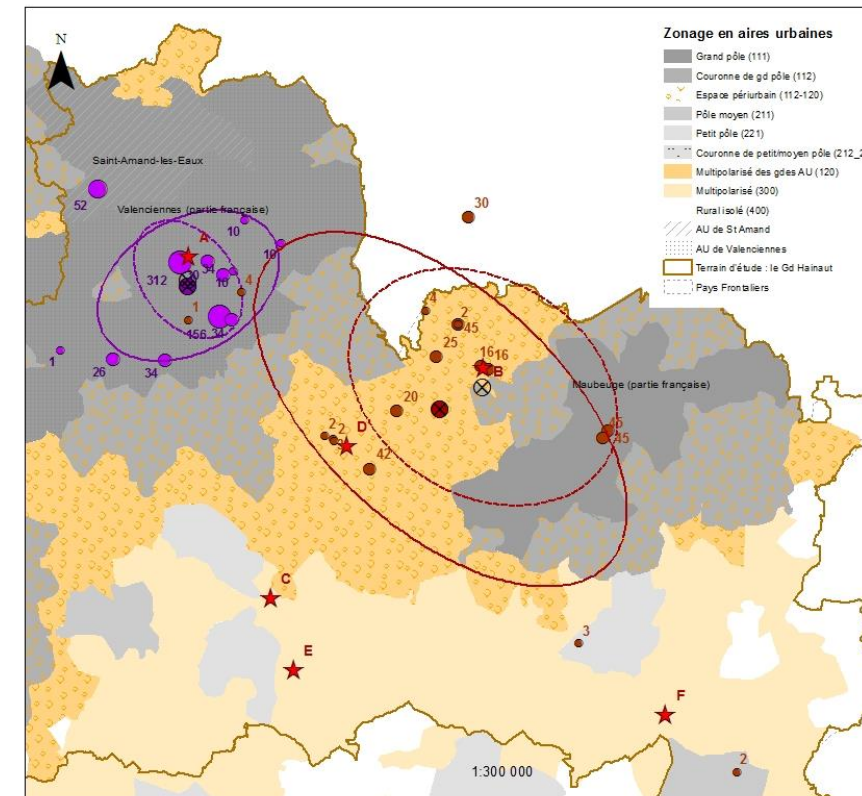 Zonage en aires urbaines
Grand pôle (111)
Couronne de gd pôle (112)
Espace périurbain (112-120)
Pôle moyen (211)
Petit pôle (221)
Couronne de petit/moyen pôle (212_2
Multipolarisé des gdes AU (120)
Multipolarisé (300)
Rural isolé (400)
AU de St Amand
AU de Valenciennes
Terrain d'étude : le Gd Hainaut
Pays Frontaliers
N
Saint-Amand-les-Eaux
52
Valenciennes (partie française)
30
10
A
10
34
312
10
4
4
1
2
156
34
45
1
25
26
34
16
16
B
Maubeuge (partie française)
20
45
45
2
2
D
42
C
3
E
F
1:300 000
2